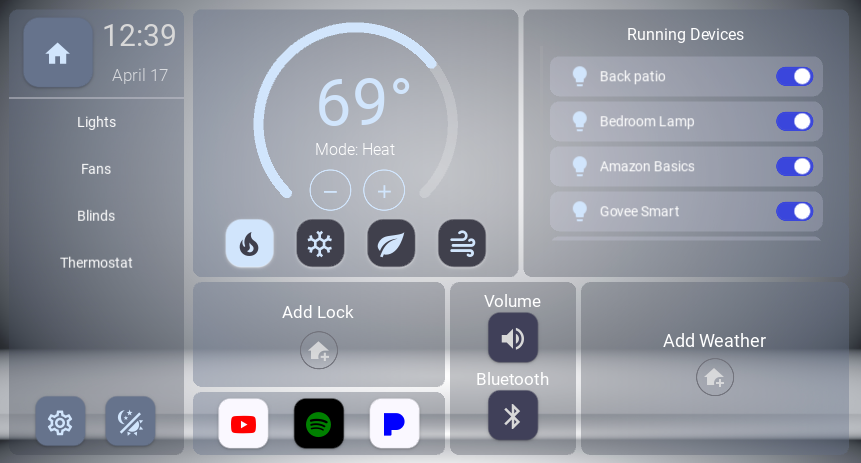 12:39
April 17
Lights
Fans
Blinds
Thermostat
69°
Mode: Heat
Running Devices
Back patio
Bedroom Lamp
Amazon Basics
Govee Smart
Add Lock
Volume
Bluetooth
Add Weather